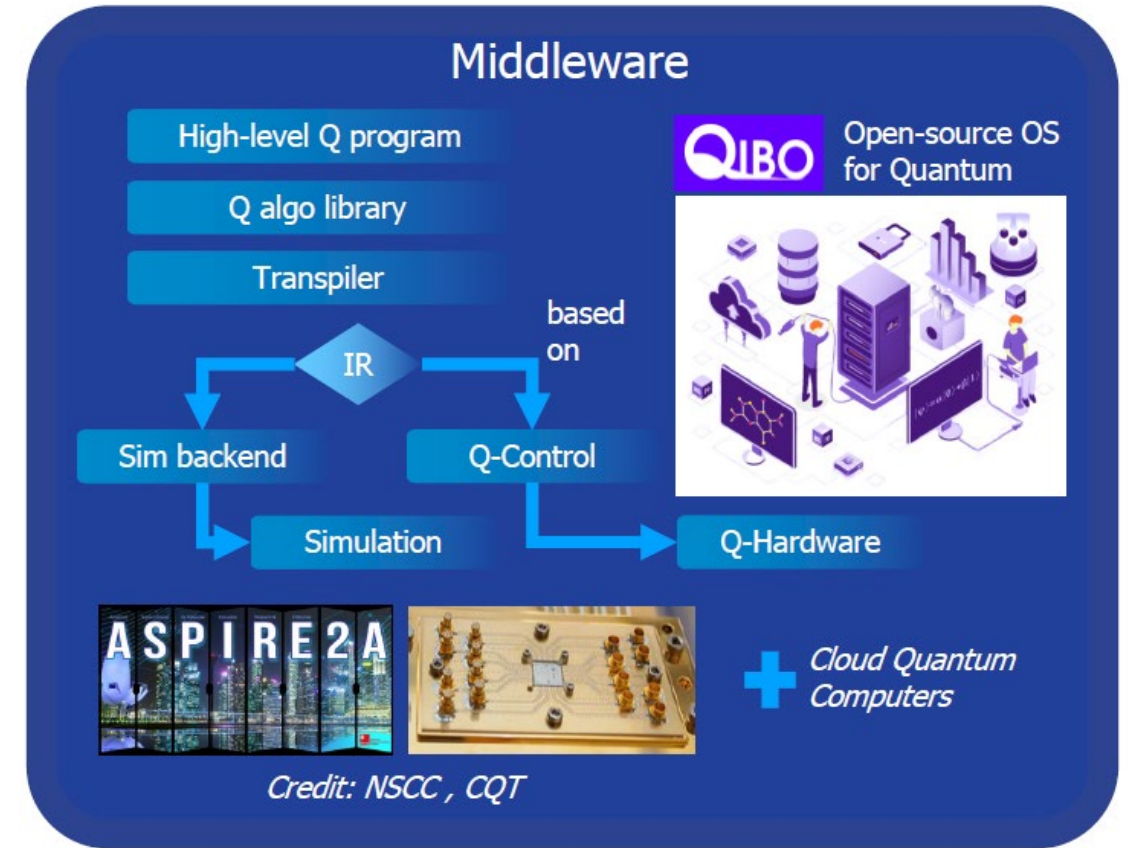 Middleware
High-level Q program
Q algo library
Transpiler
based
on
IR
Sim backend
Q-Control
Simulation
Q-Hardware
QIBO
Open-source OS
for Quantum
ASPIRE2A
Cloud Quantum
Computers
Credit: NSCC , CQT